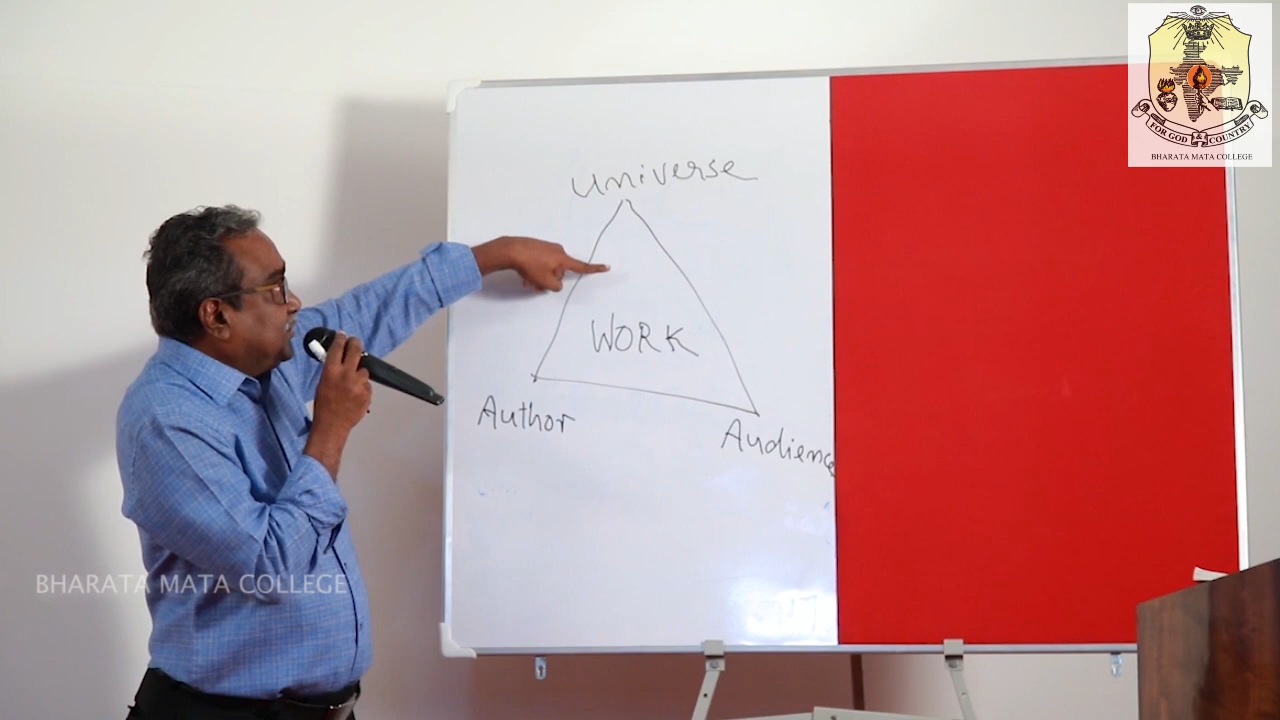 universe
WORK
Author
Audience
FOR GOD COUNTRY
BHARATA MATA COLLEGE
BHARATA MATA COLLEGE